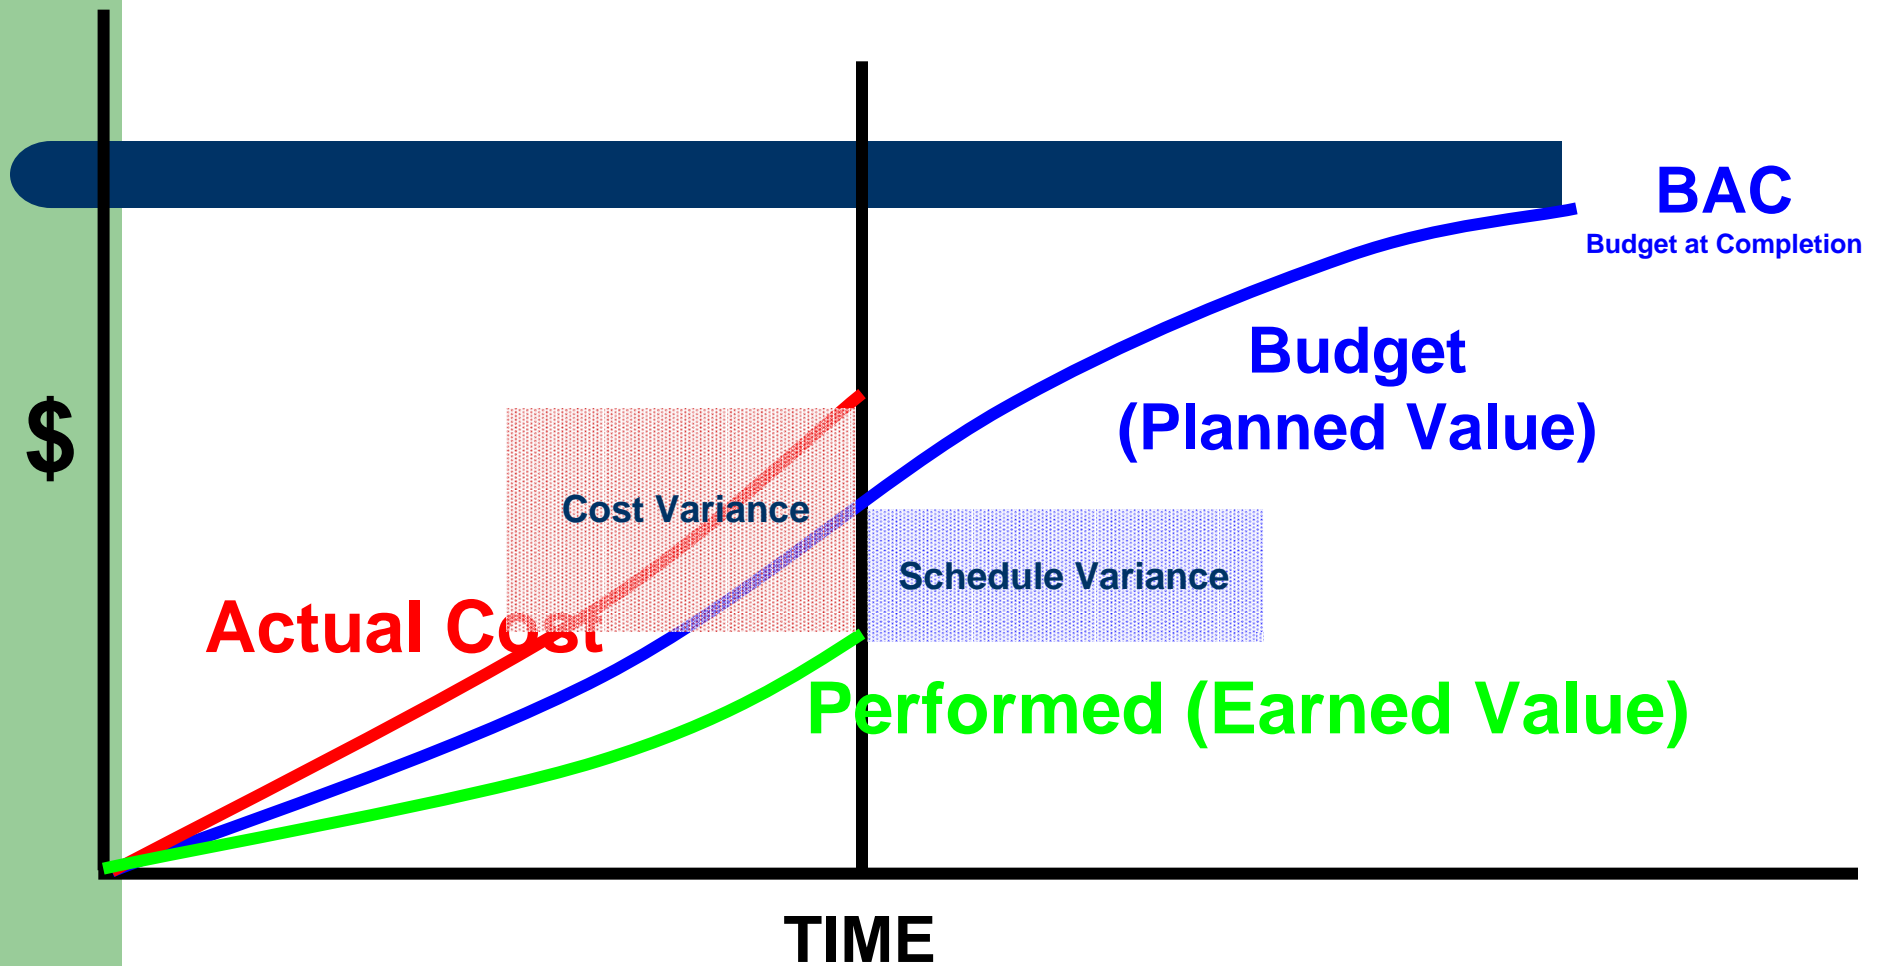 BAC
Budget at Completion
Budget
(Planned Value)
$
Cost Variance
Schedule Variance
Actual Cost
Performed (Earned Value)
TIME